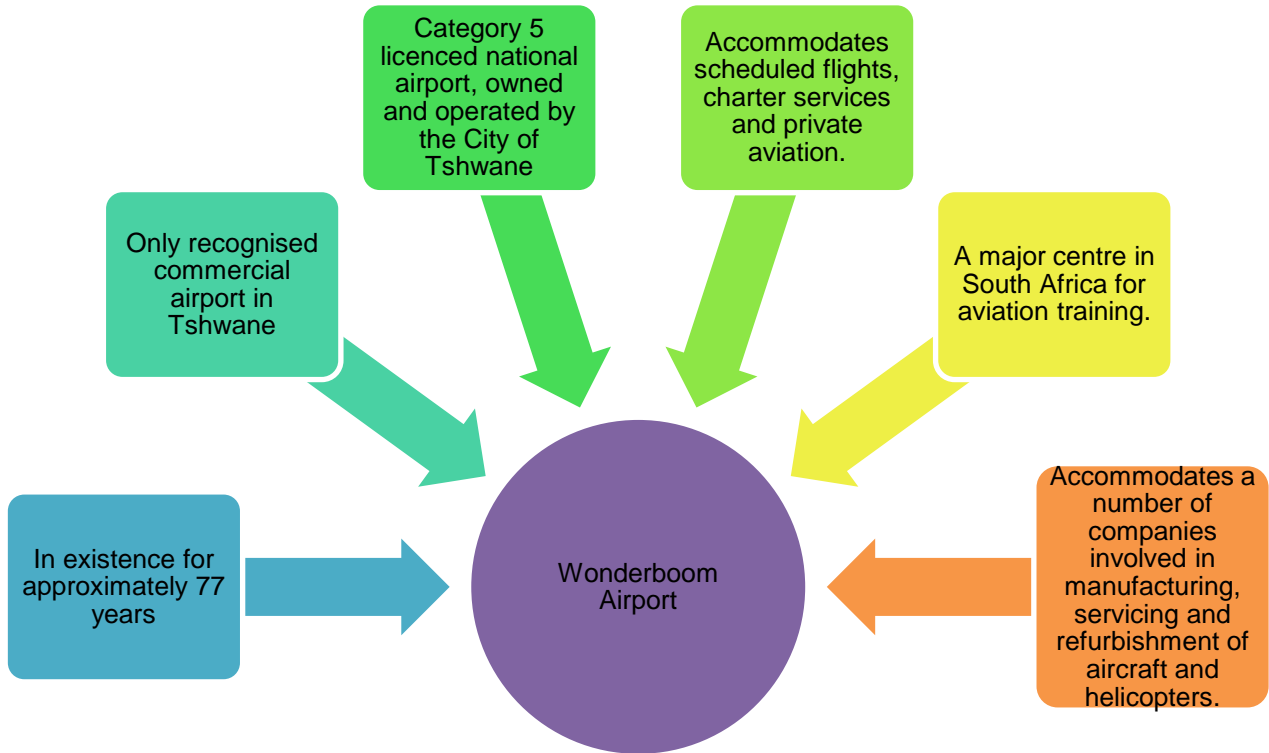 Category 5
licenced national
airport, owned
and operated by
the City of
Tshwane
Accommodates
scheduled flights,
charter services
and private
aviation.
Only recognised
commercial
airport in
Tshwane
A major centre in
South Africa for
aviation training.
In existence for
approximately 77
years
Accommodates a
number of
companies
involved in
manufacturing,
servicing and
refurbishment of
aircraft and
helicopters.
Wonderboom
Airport